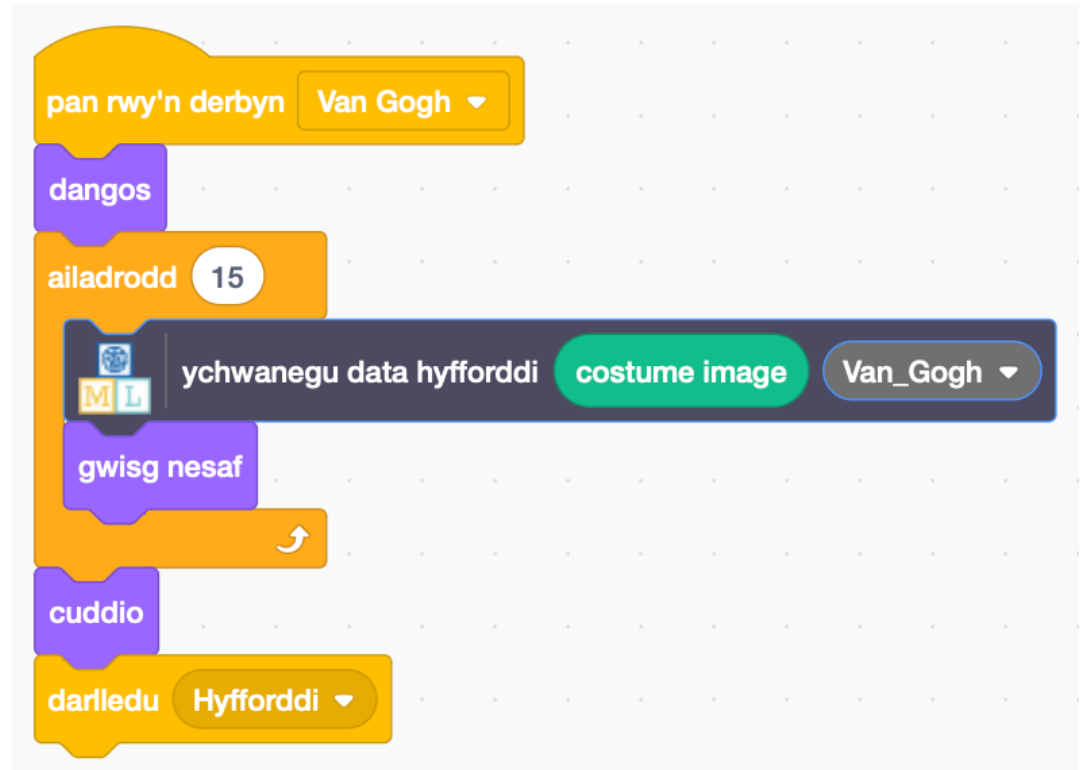 pan rwy'n derbyn Van Gogh
dangos
ailadrodd 15
ML ychwanegu data hyfforddi costume image Van_Gogh
gwisg nesaf
cuddio
darlledu Hyfforddi